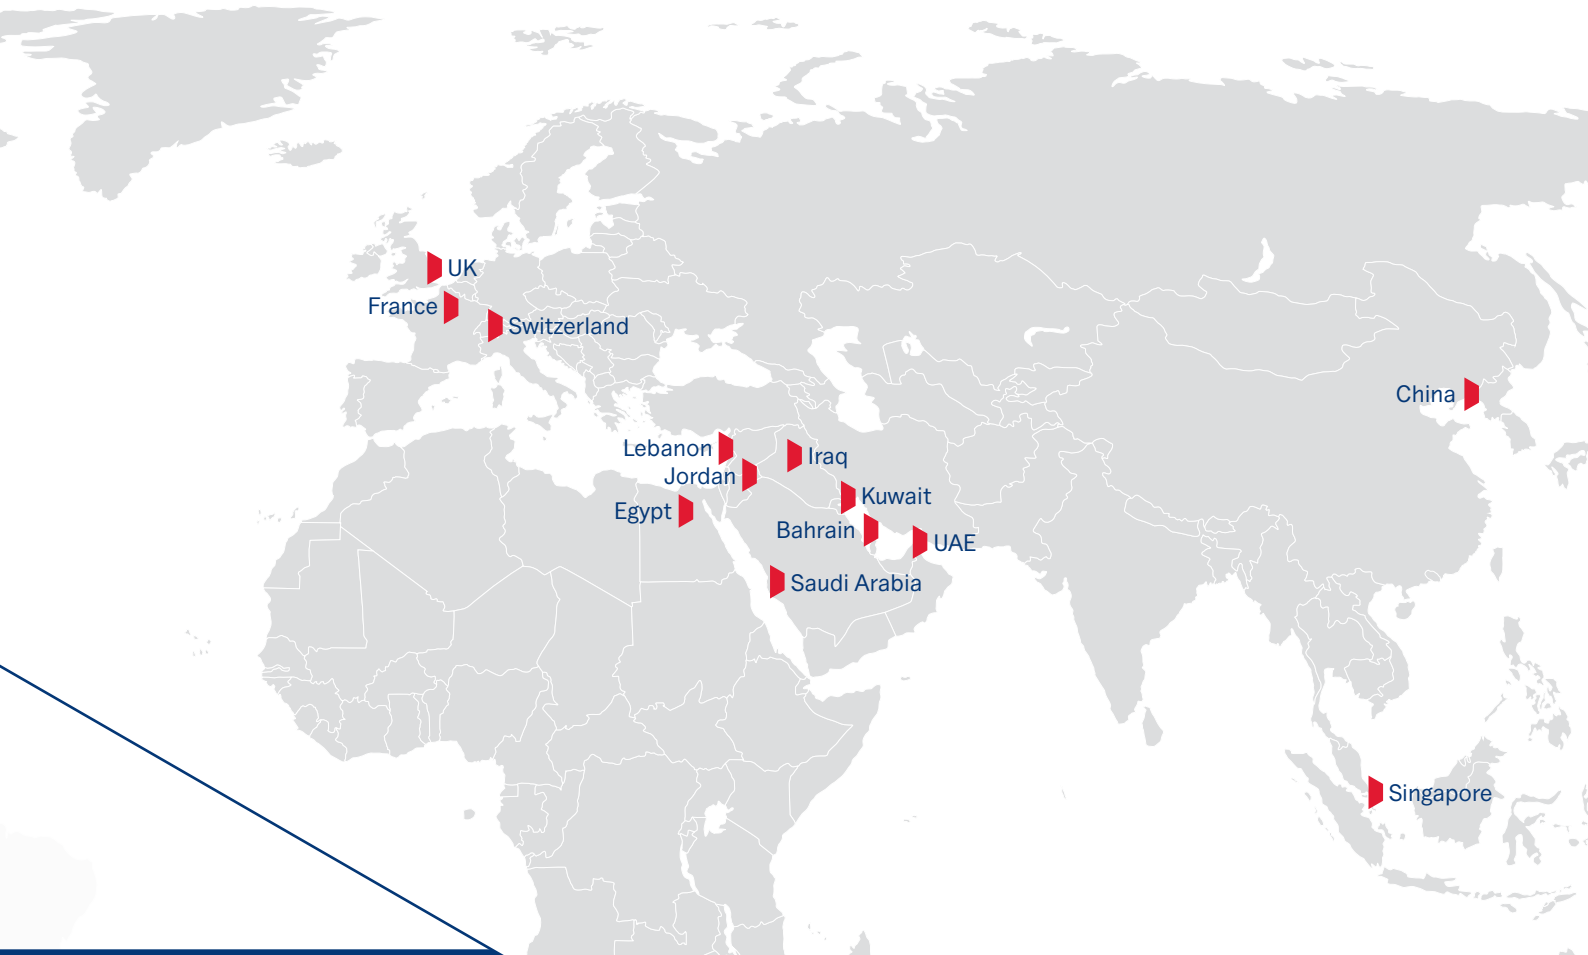 UK
France
Switzerland
China
Lebanon
Iraq
Jordan
Kuwait
Egypt
Bahrain
UAE
Saudi Arabia
Singapore